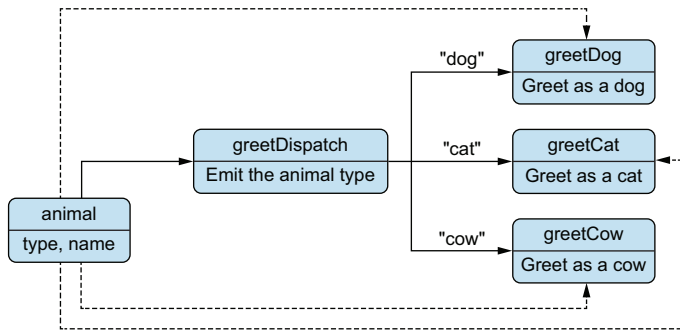 greetDog
Greet as a dog
"dog"
greetDispatch
Emit the animal type
"cat"
greetCat
Greet as a cat
animal
type, name
"cow"
greetCow
Greet as a cow